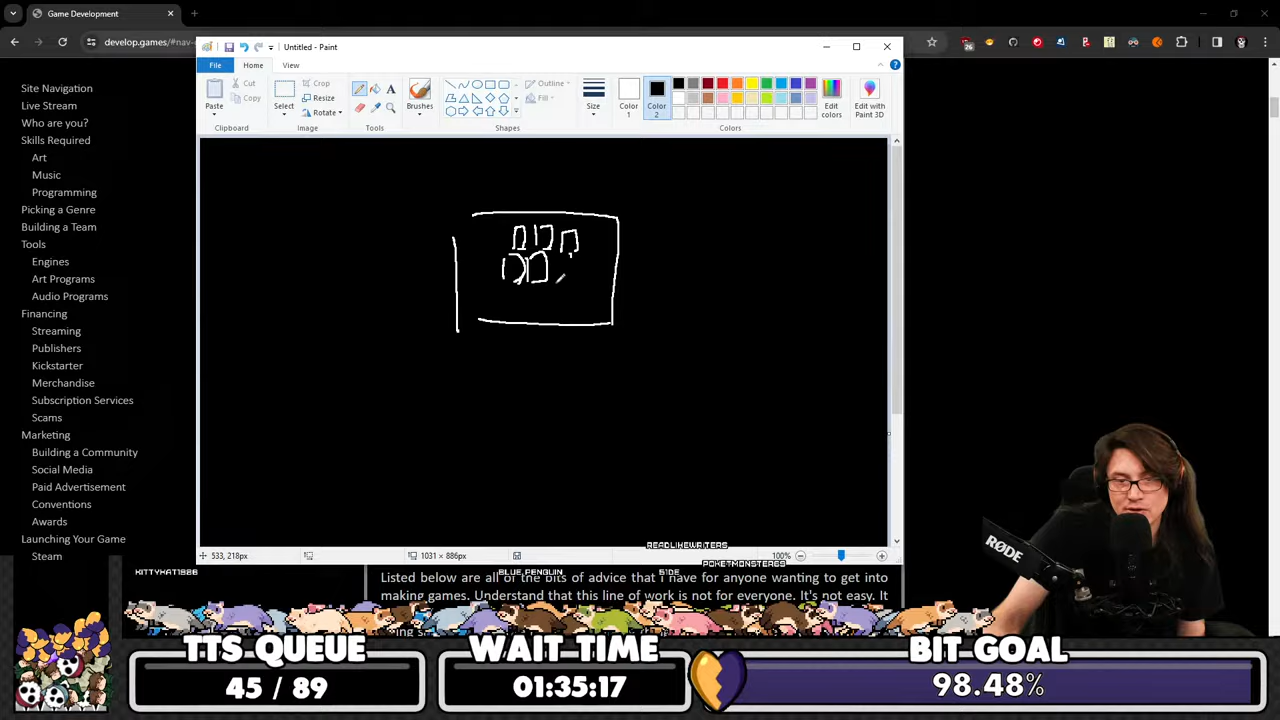 Game Development
develop.games/#nav-
Untitled - Paint
File Home View
Paste
Cut
Copy
Clipboard
Select
Crop
Resize
Rotate
Image
Tools
Brushes
Shapes
Outline
Fill
Size
Color 1
Color 2
Edit colors
Colors
Edit with Paint 3D
Site Navigation
Live Stream
Who are you?
Skills Required
Art
Music
Programming
Picking a Genre
Building a Team
Tools
Engines
Art Programs
Audio Programs
Financing
Streaming
Publishers
Kickstarter
Merchandise
Subscription Services
Scams
Marketing
Building a Community
Social Media
Paid Advertisement
Conventions
Awards
Launching Your Game
Steam
533, 218px
1031 × 886px
100%
READLIKEWRITERS
POKETMONSTERES
KITTYKAT1826
BLUE PENGUIN
SIDE
Listed below are all of the bits of advice that I have for anyone wanting to get into
making games. Understand that this line of work is not for everyone. It's not easy. It
RØDE
TTS QUEUE
45 / 89
WAIT TIME
01:35:17
BIT GOAL
98.48%